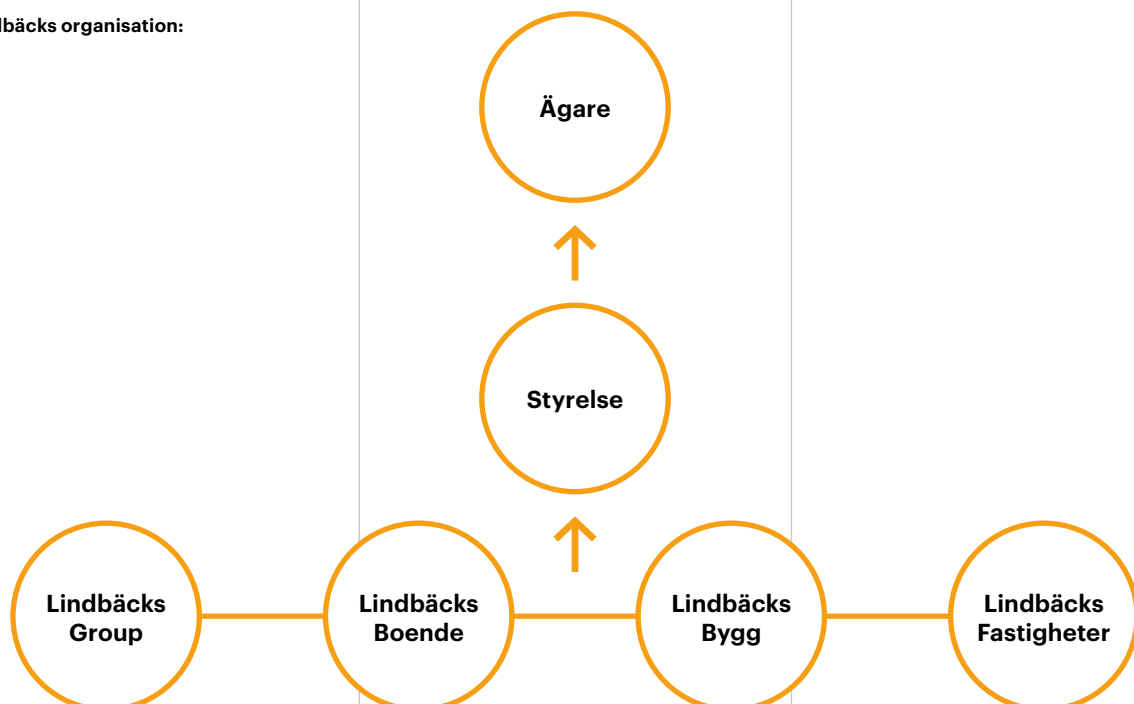 dbäcks organisation:
Ägare
Styrelse
Lindbäcks
Group
Lindbäcks
Boende
Lindbäcks
Bygg
Lindbäcks
Fastigheter